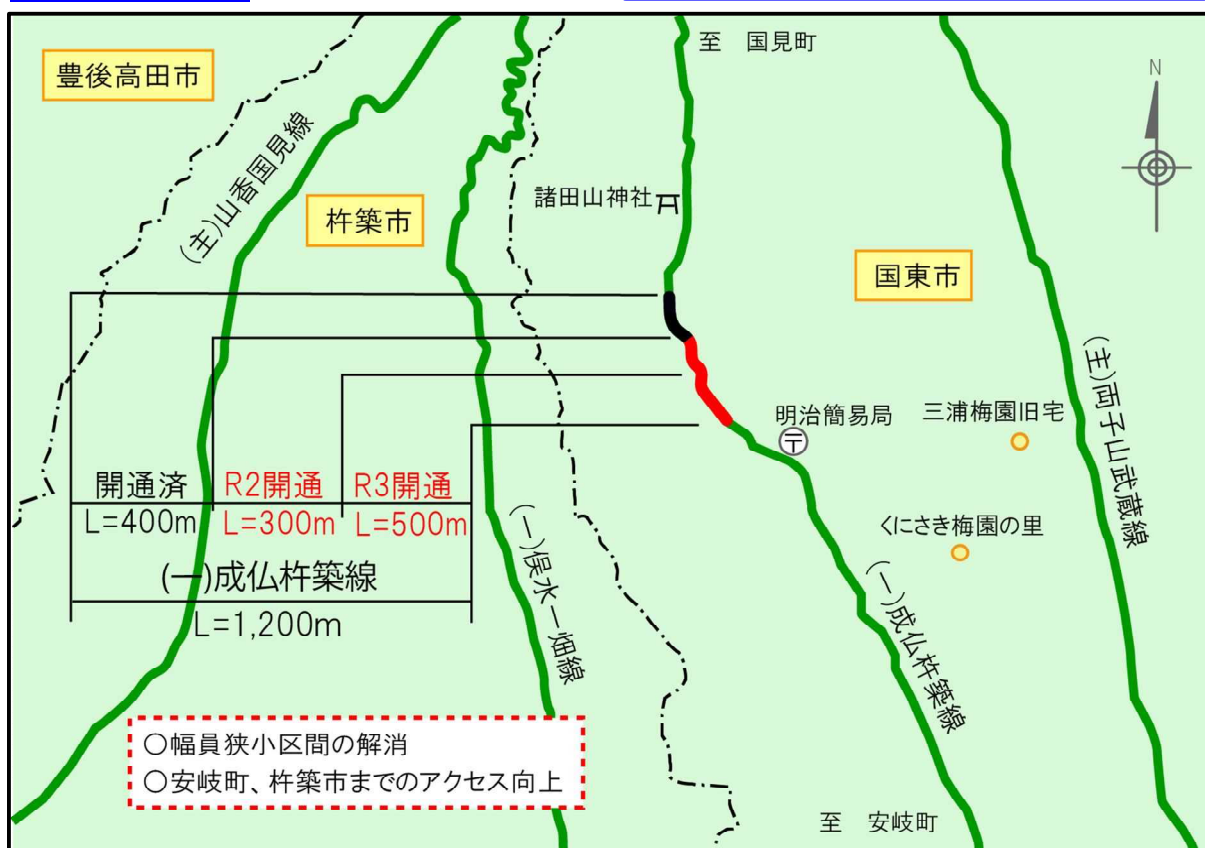 豊後高田市
至 国見町
N
(主)山香国見線
諸田山神社
杵築市
国東市
(主)両子山武蔵線
明治簡易局
三浦梅園旧宅
開通済
R2開通
R3開通
L=400m
L=300m
L=500m
くにさき梅園の里
(一)俣水一畑線
(一)成仏杵築線
L=1,200m
(一)成仏杵築線
○幅員狭小区間の解消
○安岐町、杵築市までのアクセス向上
至 安岐町